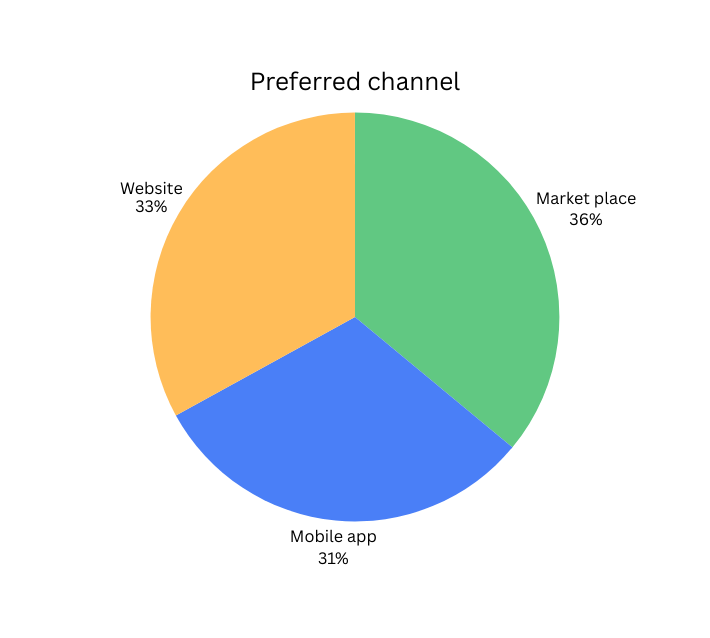 Preferred channel
Website
33%
Market place
36%
Mobile app
31%